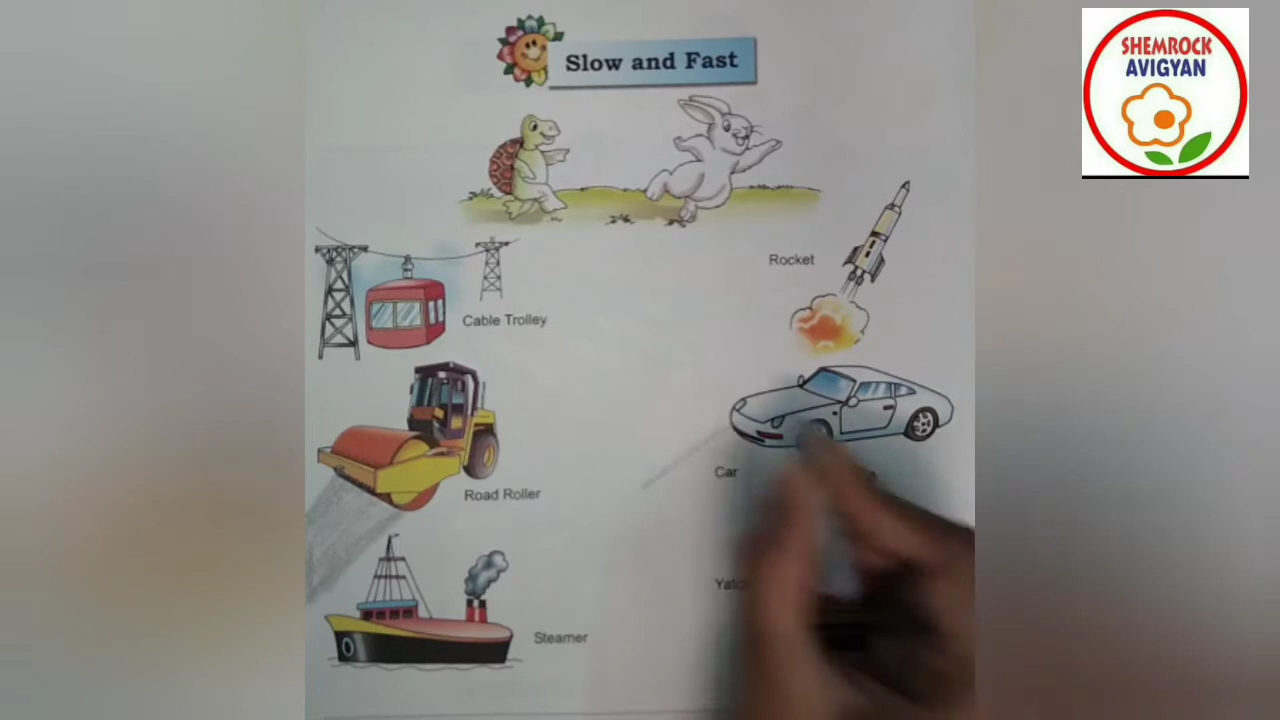 Slow and Fast
SHEMROCK
AVIGYAN
Rocket
Cable Trolley
Car
Road Roller
Steamer